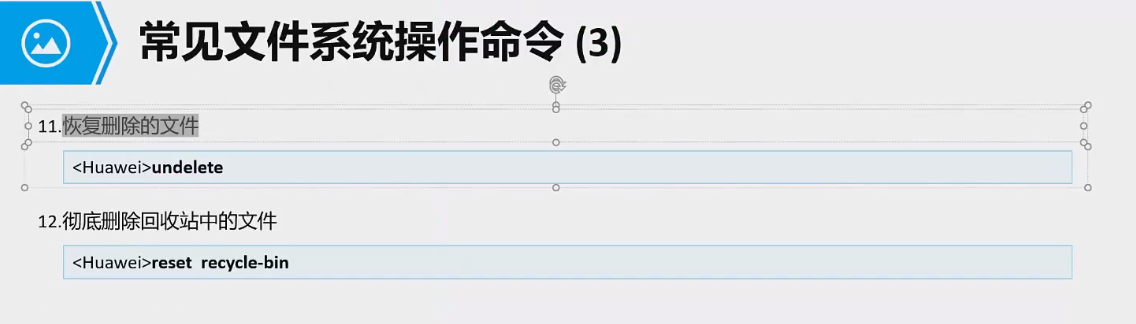 常见文件系统操作命令 (3)
11.恢复删除的文件
<Huawei>undelete
12.彻底删除回收站中的文件
<Huawei>reset recycle-bin